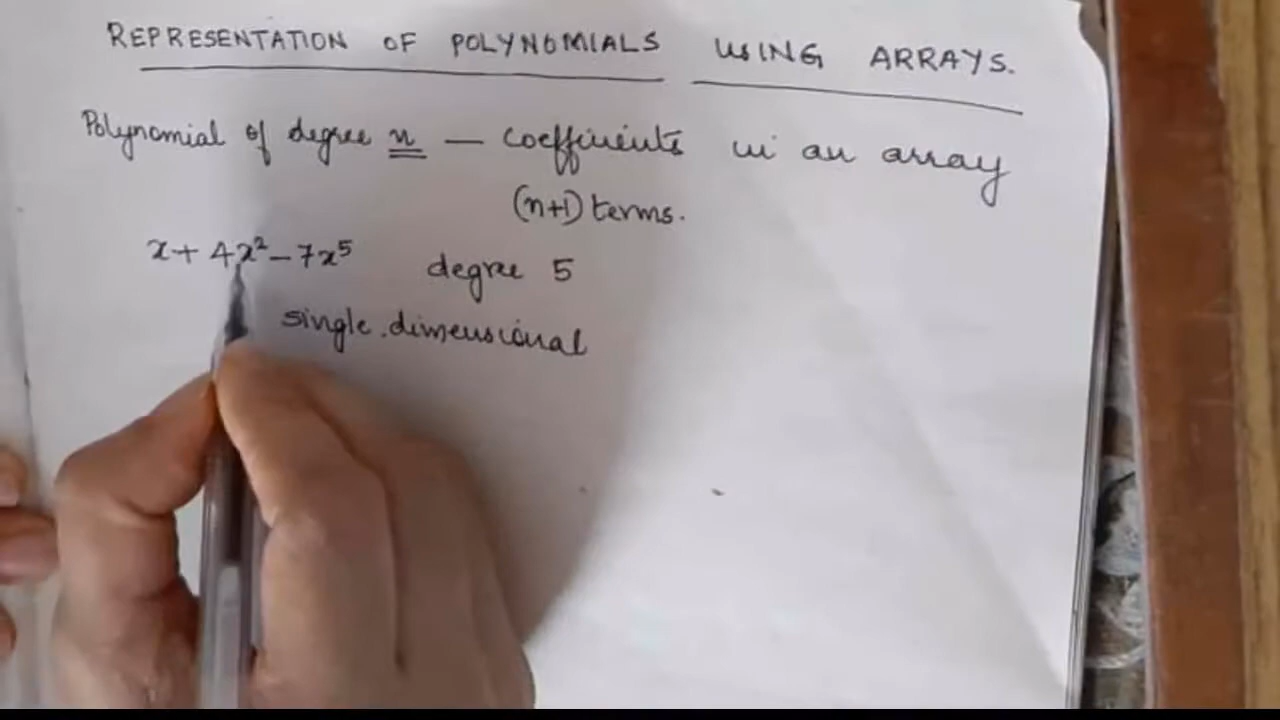 REPRESENTATION OF POLYNOMIALS USING ARRAYS.
Polynomial of degree n — coefficients in an array
(n+1) terms.
x + 4x² – 7x⁵ degree 5
single dimensional